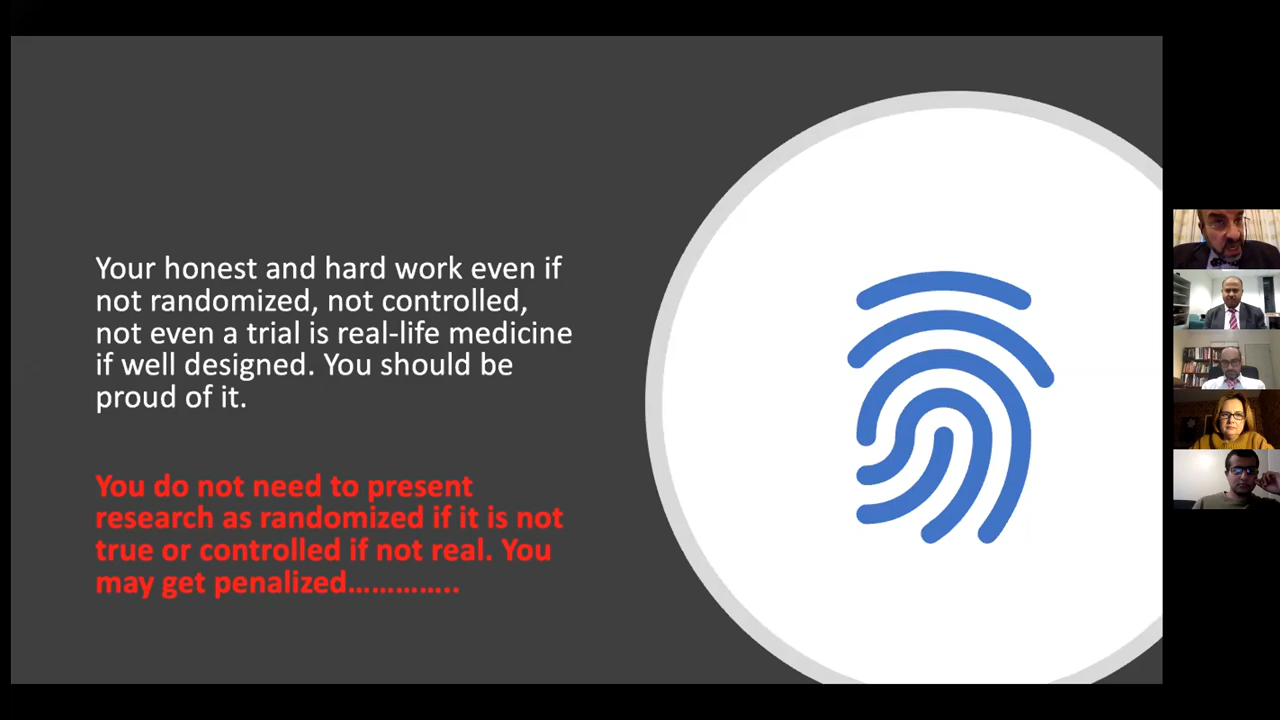 Your honest and hard work even if
not randomized, not controlled,
not even a trial is real-life medicine
if well designed. You should be
proud of it.
You do not need to present
research as randomized if it is not
true or controlled if not real. You
may get penalized…………..